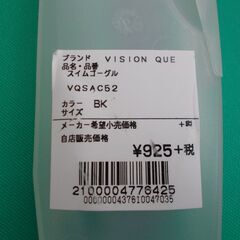 ブランド VISION QUE
品名・品番
スイムゴーグル
VQSAC52
カラー BK
サイズ
メーカー希望小売価格 +税
自店販売価格
¥925+税
2100004776425
0000000437610047035